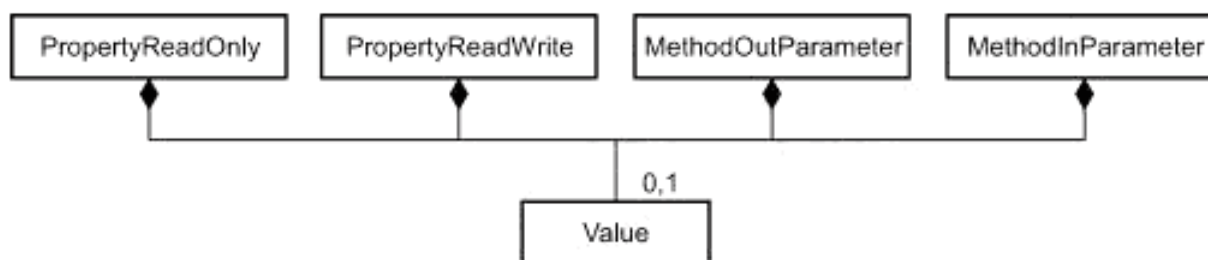 PropertyReadOnly
PropertyReadWrite
MethodOutParameter
MethodInParameter
0,1
Value